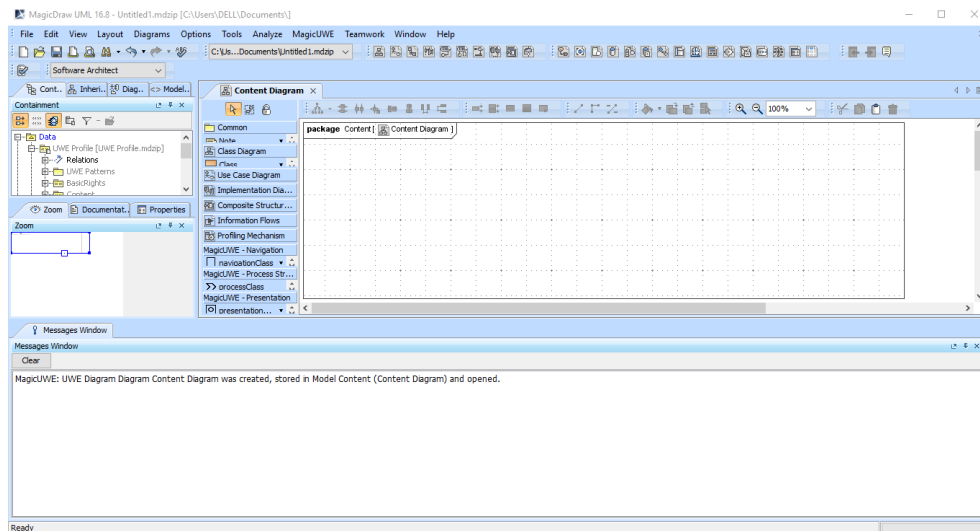 MagicDraw UML 16.8 - Untitled1.mdzip [C:\Users\DELL\Documents\]
File Edit View Layout Diagrams Options Tools Analyze MagicUWE Teamwork Window Help
C:\Us...Documents\Untitled1.mdzip
Software Architect
Cont.. Inheri.. Diag.. <> Model..
Containment
Data
UWE Profile [UWE Profile.mdzip]
Relations
UWE Patterns
BasicRights
Content
Zoom Documentat.. Properties
Zoom
Content Diagram ×
100%
Common
Note
Class Diagram
Class
Use Case Diagram
Implementation Dia...
Composite Structur...
Information Flows
Profiling Mechanism
MagicUWE - Navigation
navigationClass
MagicUWE - Process Str...
processClass
MagicUWE - Presentation
presentation...
package Content [ Content Diagram ]
Messages Window
Messages Window
Clear
MagicUWE: UWE Diagram Diagram Content Diagram was created, stored in Model Content (Content Diagram) and opened.
Ready